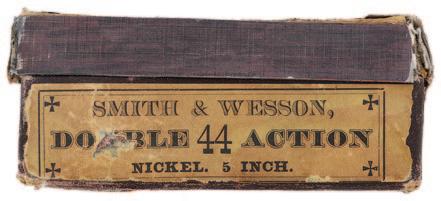 SMITH & WESSON,
DOUBLE 44 ACTION
NICKEL. 5 INCH.